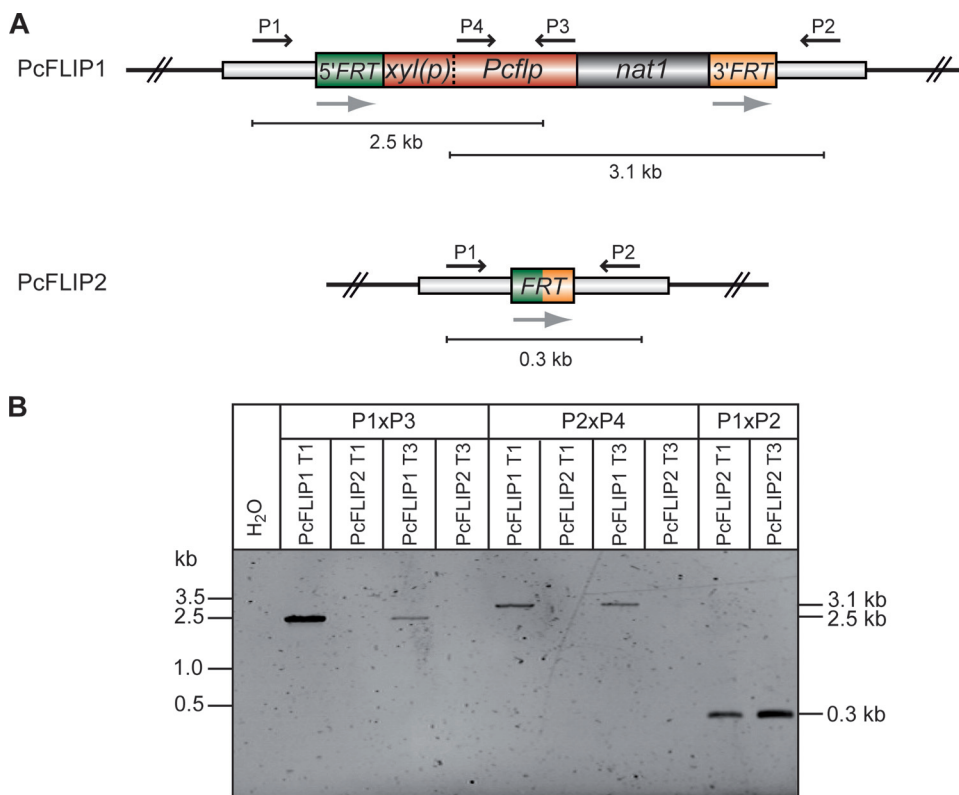 A
P1 P4 P3 P2
PcFLIP1
5'FRT xyl(p) Pcflp nat1 3'FRT
2.5 kb
3.1 kb
P1 P2
PcFLIP2
FRT
0.3 kb
B
P1xP3 P2xP4 P1xP2
H₂O PcFLIP1 T1 PcFLIP2 T1 PcFLIP1 T3 PcFLIP2 T3 PcFLIP1 T1 PcFLIP2 T1 PcFLIP1 T3 PcFLIP2 T3 PcFLIP2 T1 PcFLIP2 T3
kb
3.5 3.1 kb
2.5 2.5 kb
1.0
0.5 0.3 kb